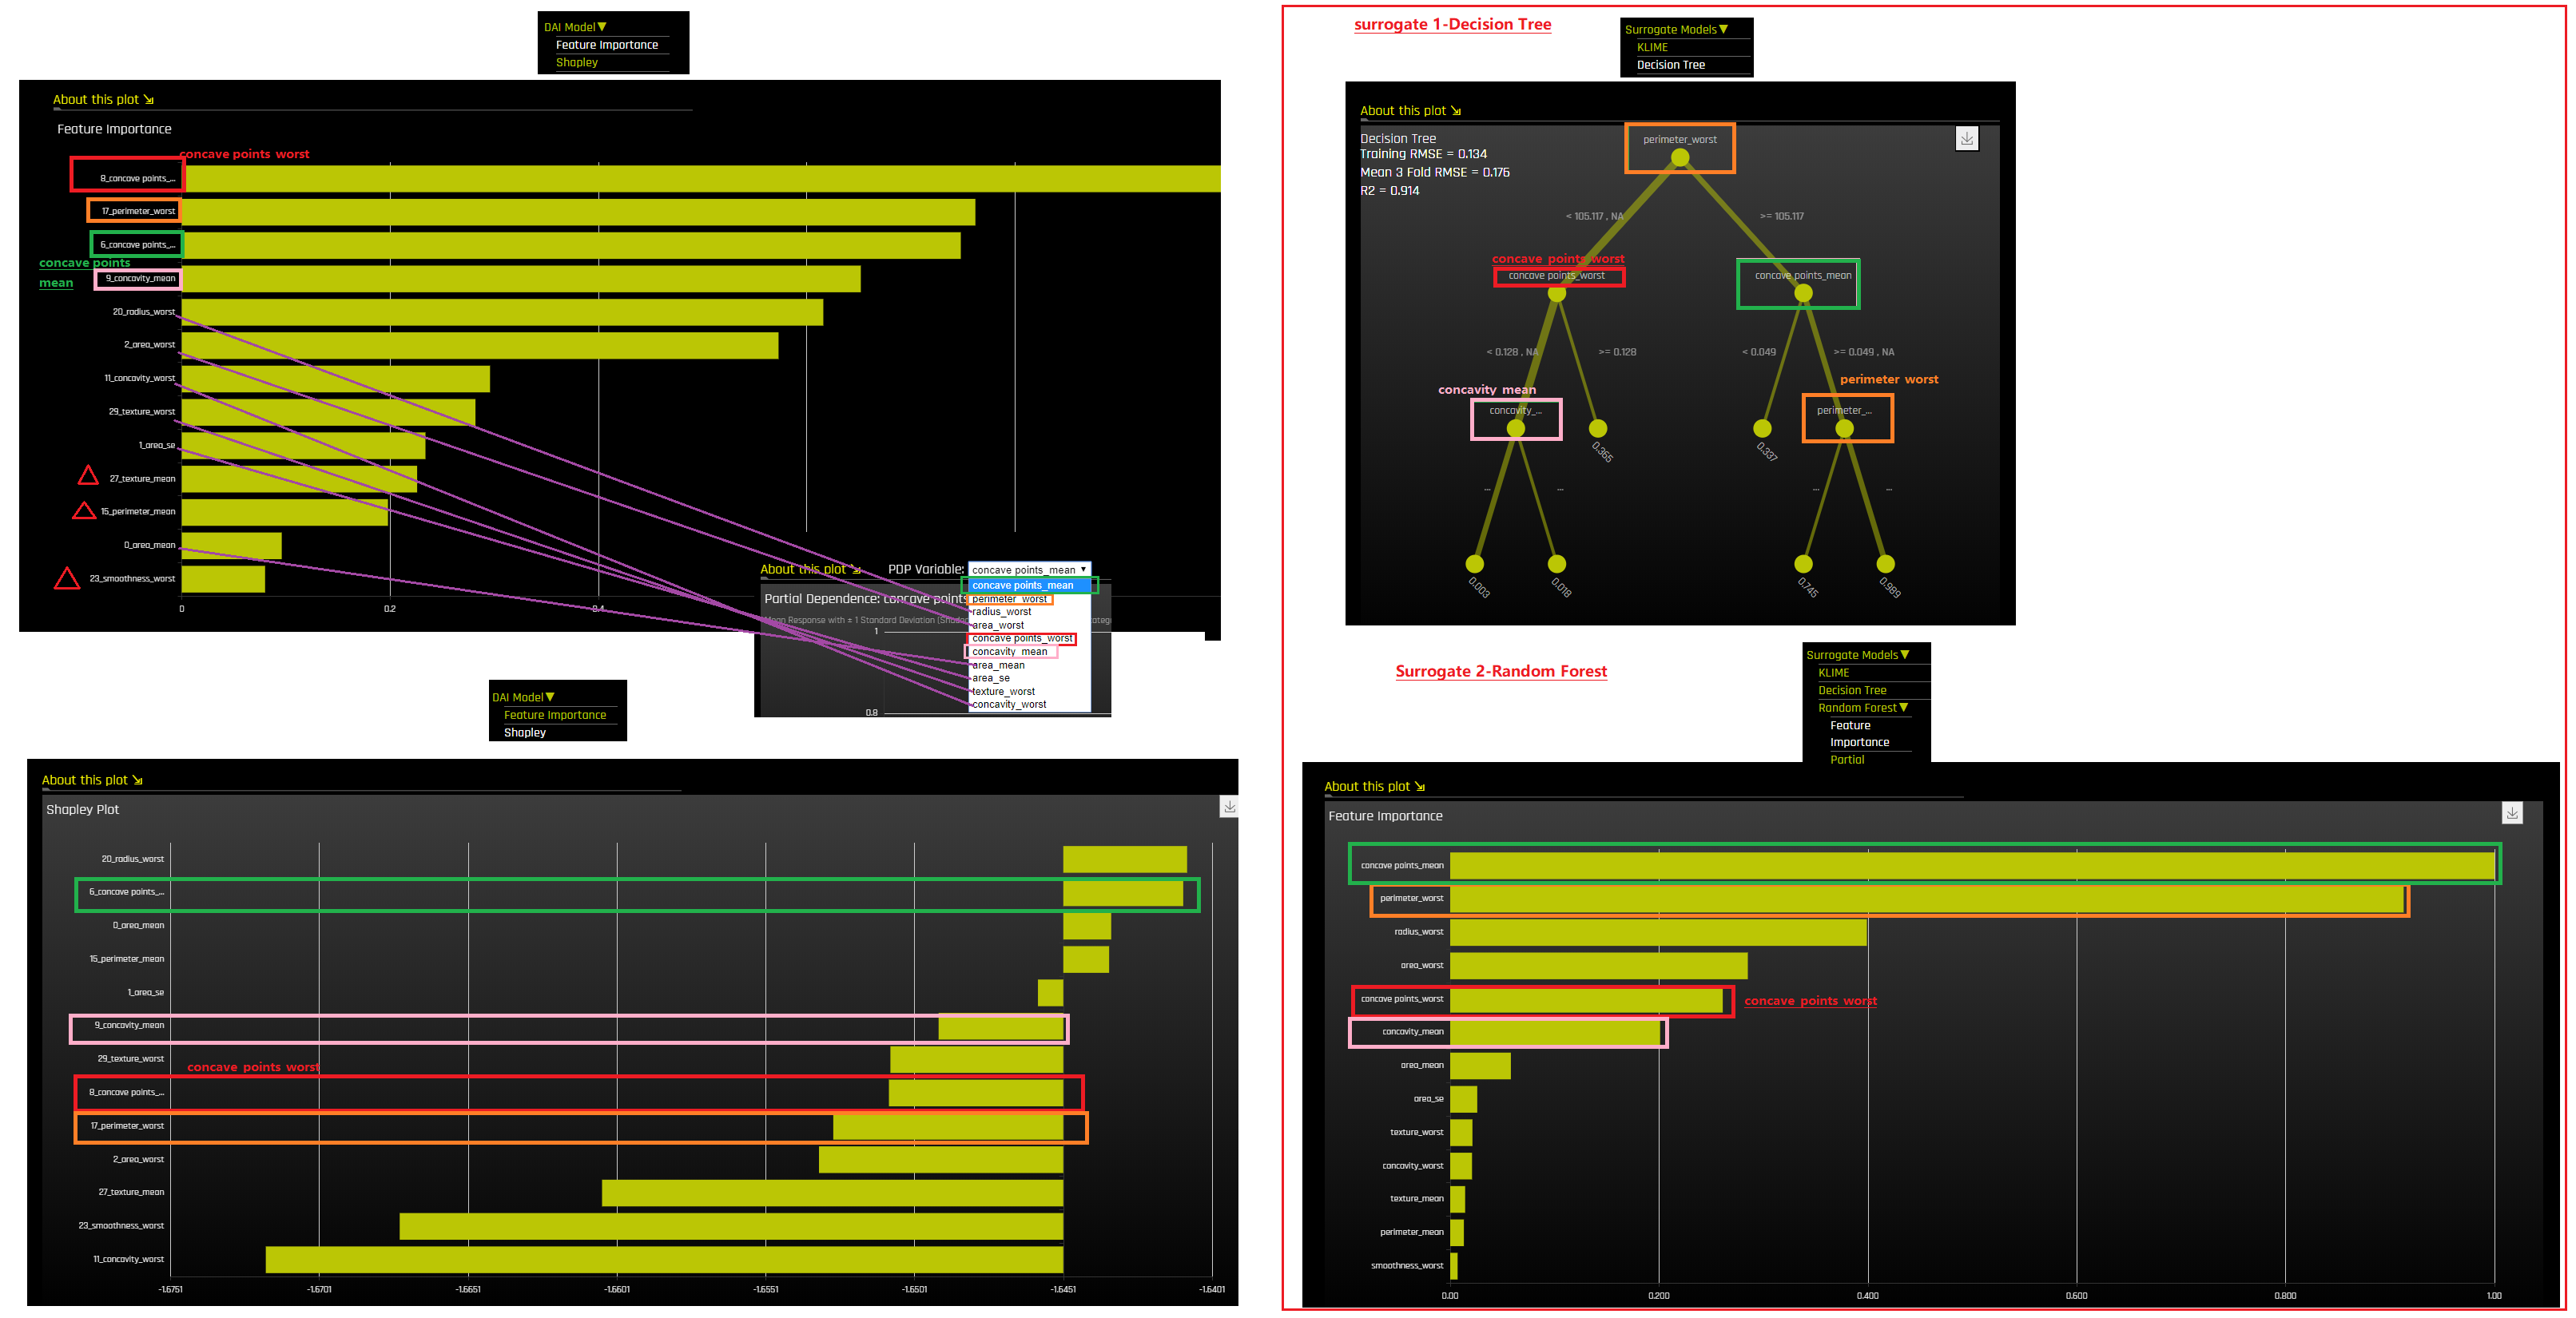 DAI Model▼
Feature Importance
Shapley
About this plot ⇲
Feature Importance
concave points worst
8_concave points_...
17_perimeter_worst
6_concave points_...
concave points
mean
9_concavity_mean
20_radius_worst
2_area_worst
11_concavity_worst
29_texture_worst
1_area_se
27_texture_mean
15_perimeter_mean
0_area_mean
23_smoothness_worst
0
0.2
0.4
About this plot ⇲
PDP Variable:
concave points_mean ▼
concave points_mean
perimeter_worst
radius_worst
area_worst
concave points_worst
concavity_mean
area_mean
area_se
texture_worst
concavity_worst
Partial Dependence: concave points
Mean Response with ± 1 Standard Deviation (Shade
1
0.8
DAI Model▼
Feature Importance
Shapley
About this plot ⇲
Shapley Plot
20_radius_worst
6_concave points_...
0_area_mean
15_perimeter_mean
1_area_se
9_concavity_mean
29_texture_worst
concave points worst
8_concave points_...
17_perimeter_worst
2_area_worst
27_texture_mean
23_smoothness_worst
11_concavity_worst
-1.6751
-1.6701
-1.6651
-1.6601
-1.6551
-1.6501
-1.6451
-1.6401
surrogate 1-Decision Tree
Surrogate Models▼
KLIME
Decision Tree
About this plot ⇲
Decision Tree
Training RMSE = 0.134
Mean 3 Fold RMSE = 0.176
R2 = 0.914
perimeter_worst
< 105.117 , NA
>= 105.117
concave points worst
concave points_worst
concave points_mean
< 0.128 , NA
>= 0.128
< 0.049
>= 0.049 , NA
concavity mean
perimeter worst
concavity_...
perimeter_...
0.365
0.337
...
...
...
...
0.003
0.018
0.745
0.989
Surrogate 2-Random Forest
Surrogate Models▼
KLIME
Decision Tree
Random Forest▼
Feature
Importance
Partial
About this plot ⇲
Feature Importance
concave points_mean
perimeter_worst
radius_worst
area_worst
concave points_worst
concave points worst
concavity_mean
area_mean
area_se
texture_worst
concavity_worst
texture_mean
perimeter_mean
smoothness_worst
0.00
0.200
0.400
0.600
0.800
1.00